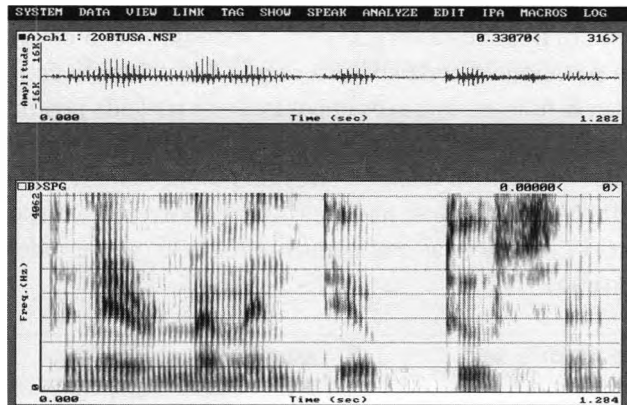 SYSTEM DATA VIEW LINK TAG SHOW SPEAK ANALYZE EDIT IPA MACROS LOG
■A>ch1 : 20BTUSA.NSP 0.33070< 316>
Amplitude
16K
-16K
0.000 Time (sec) 1.282
□B>SPG 0.00000< 0>
4062
Freq.(Hz)
0
0.000 Time (sec) 1.284